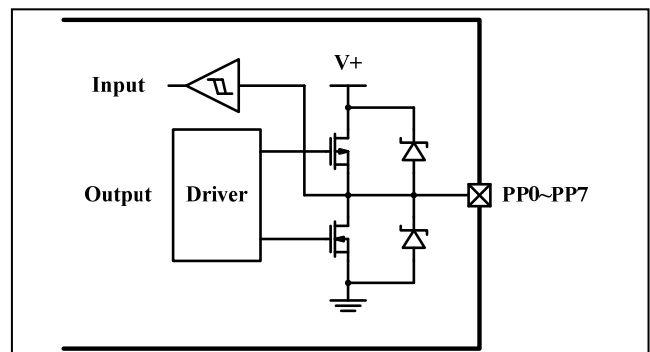 V+
Input
Output
Driver
PP0~PP7